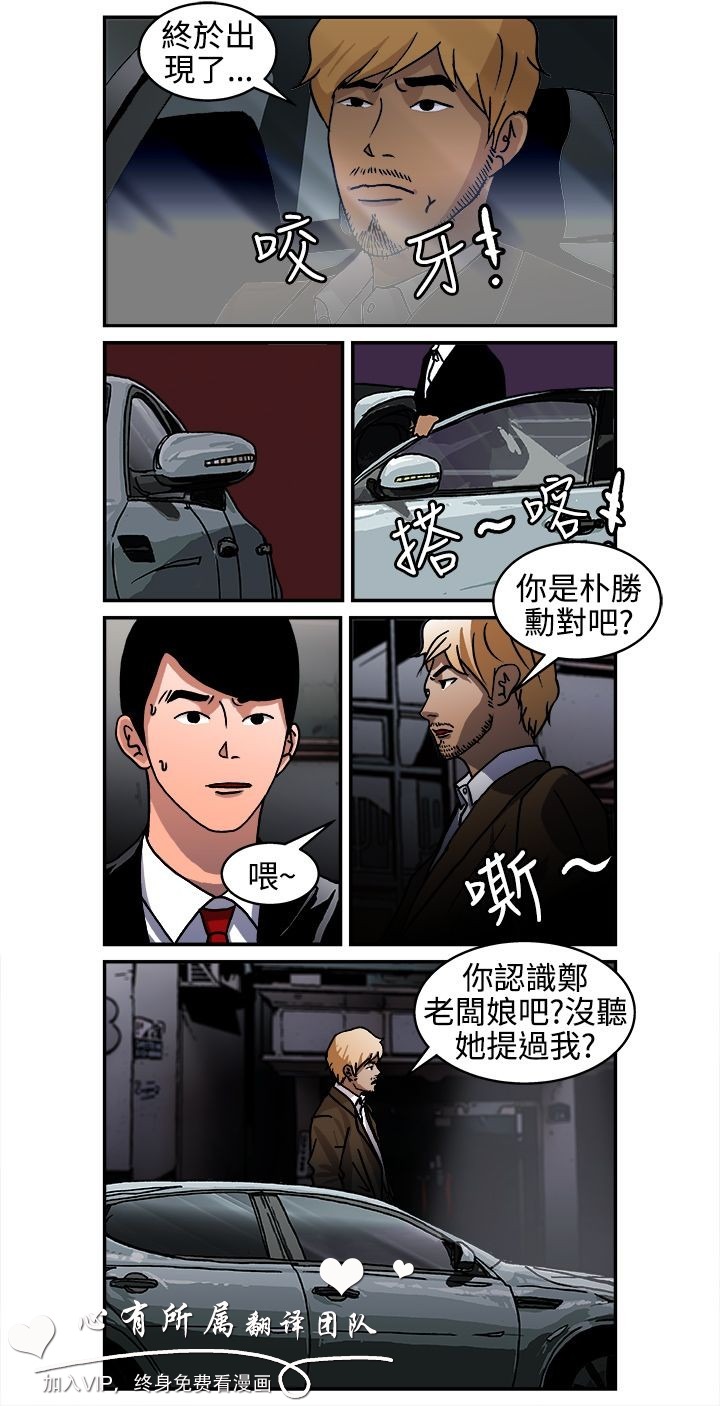 終於出
現了...
咬牙!
搭~喀!
你是朴勝
勳對吧?
喂~
嘶~
你認識鄭
老闆娘吧?沒聽
她提過我?
心有所属翻译团队
加入VIP，终身免费看漫画